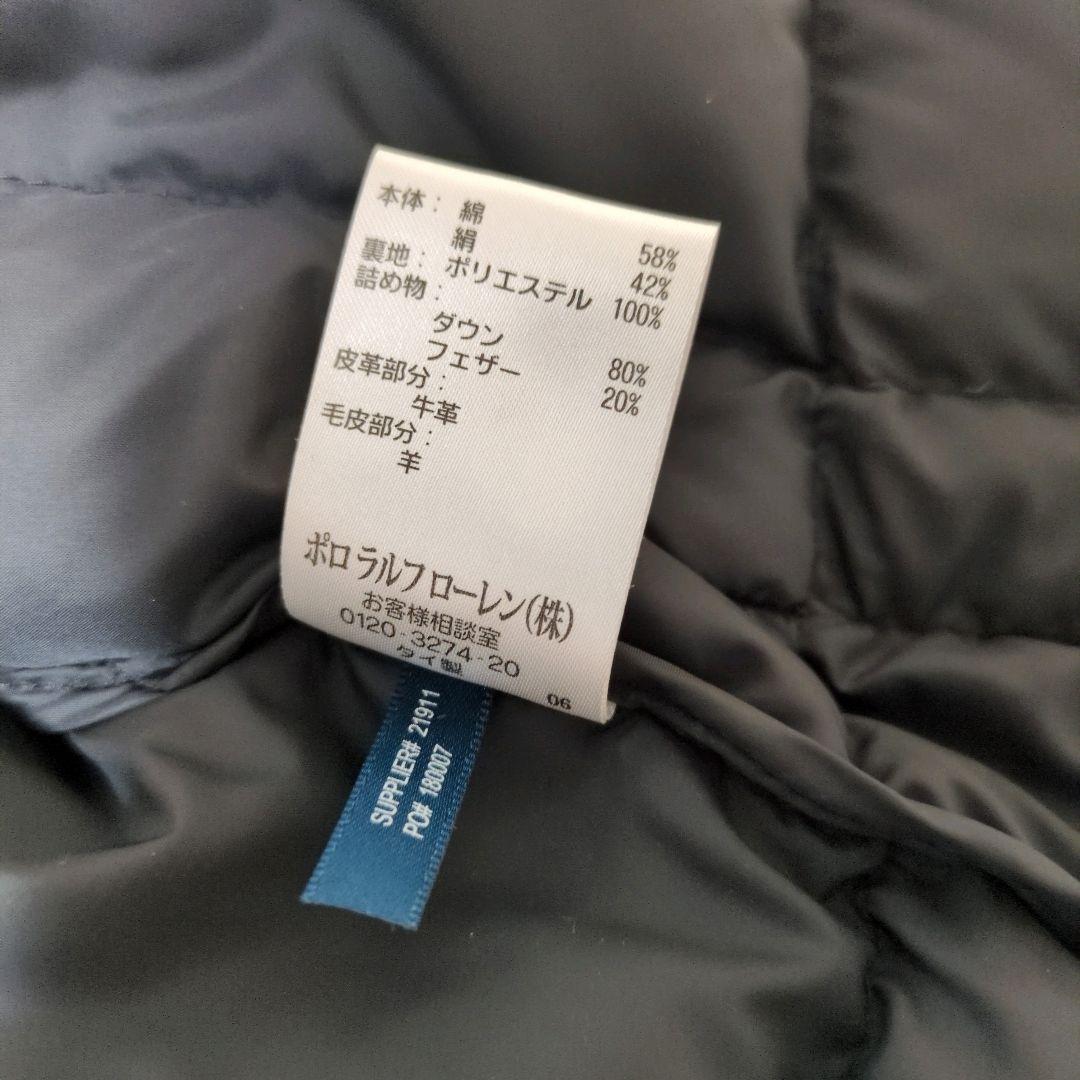 本体： 綿 58%
絹 42%
裏地： ポリエステル 100%
詰め物：
ダウン 80%
フェザー 20%
皮革部分：
牛革
毛皮部分：
羊
ポロ ラルフ ローレン(株)
お客様相談室
0120-3274-20
タイ製
06
SUPPLIER# 21911
PO# 180007